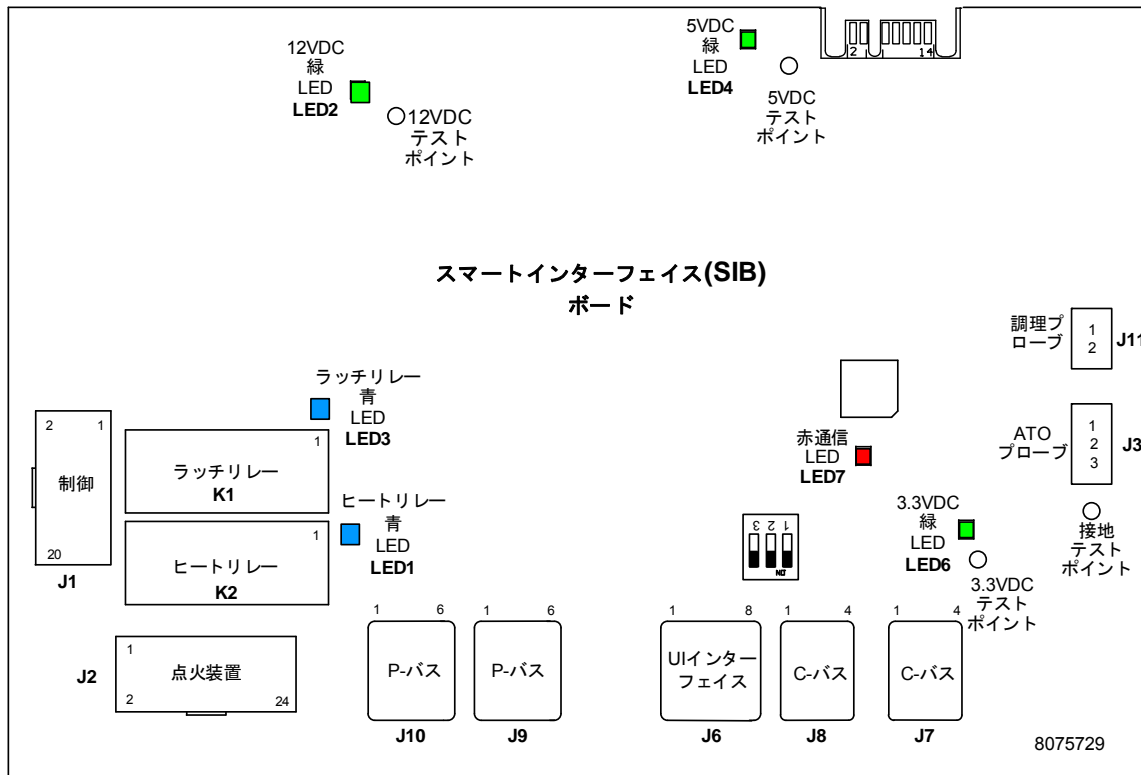 12VDC
緑
LED
LED2
12VDC
テスト
ポイント
5VDC
緑
LED
LED4
5VDC
テスト
ポイント
2
14
スマートインターフェイス(SIB)
ボード
調理プ
ローブ
1
2
J11
ATO
プローブ
1
2
3
J3
接地
テスト
ポイント
ラッチリレー
青
LED
LED3
赤通信
LED
LED7
2 1
制御
20
J1
1
ラッチリレー
K1
ヒートリレー
青
LED
LED1
1
ヒートリレー
K2
3 2 1
3.3VDC
緑
LED
LED6
3.3VDC
テスト
ポイント
J2
1
点火装置
2 24
1 6
P-バス
J10
1 6
P-バス
J9
1 8
UIインター
フェイス
J6
1 4
C-バス
J8
1 4
C-バス
J7
8075729